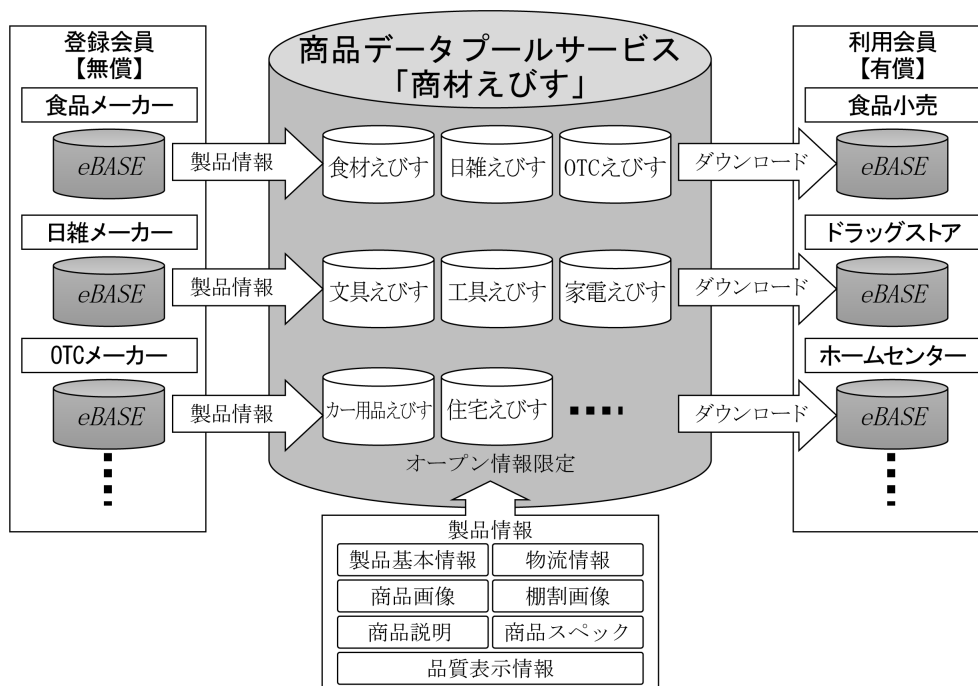 登録会員
【無償】
食品メーカー
eBASE
製品情報
日雑メーカー
eBASE
製品情報
OTCメーカー
eBASE
製品情報
商品データプールサービス
「商材えびす」
食材えびす
日雑えびす
OTCえびす
文具えびす
工具えびす
家電えびす
カー用品えびす
住宅えびす
オープン情報限定
ダウンロード
ダウンロード
ダウンロード
利用会員
【有償】
食品小売
eBASE
ドラッグストア
eBASE
ホームセンター
eBASE
製品情報
製品基本情報
物流情報
商品画像
棚割画像
商品説明
商品スペック
品質表示情報